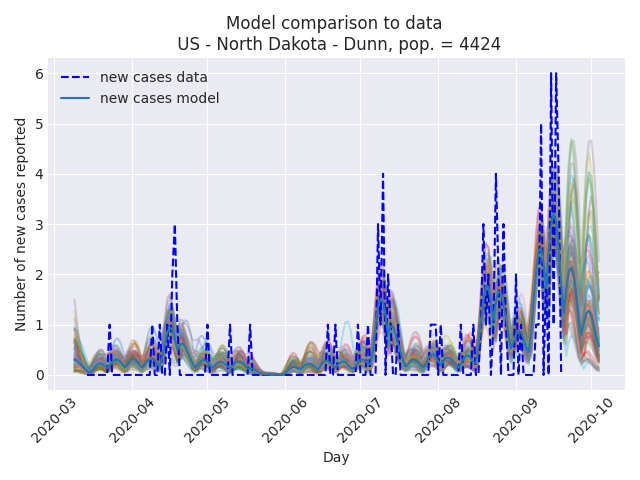 Model comparison to data
US - North Dakota - Dunn, pop. = 4424
new cases data
new cases model
Number of new cases reported
6
5
4
3
2
1
0
2020-03
2020-04
2020-05
2020-06
2020-07
2020-08
2020-09
2020-10
Day